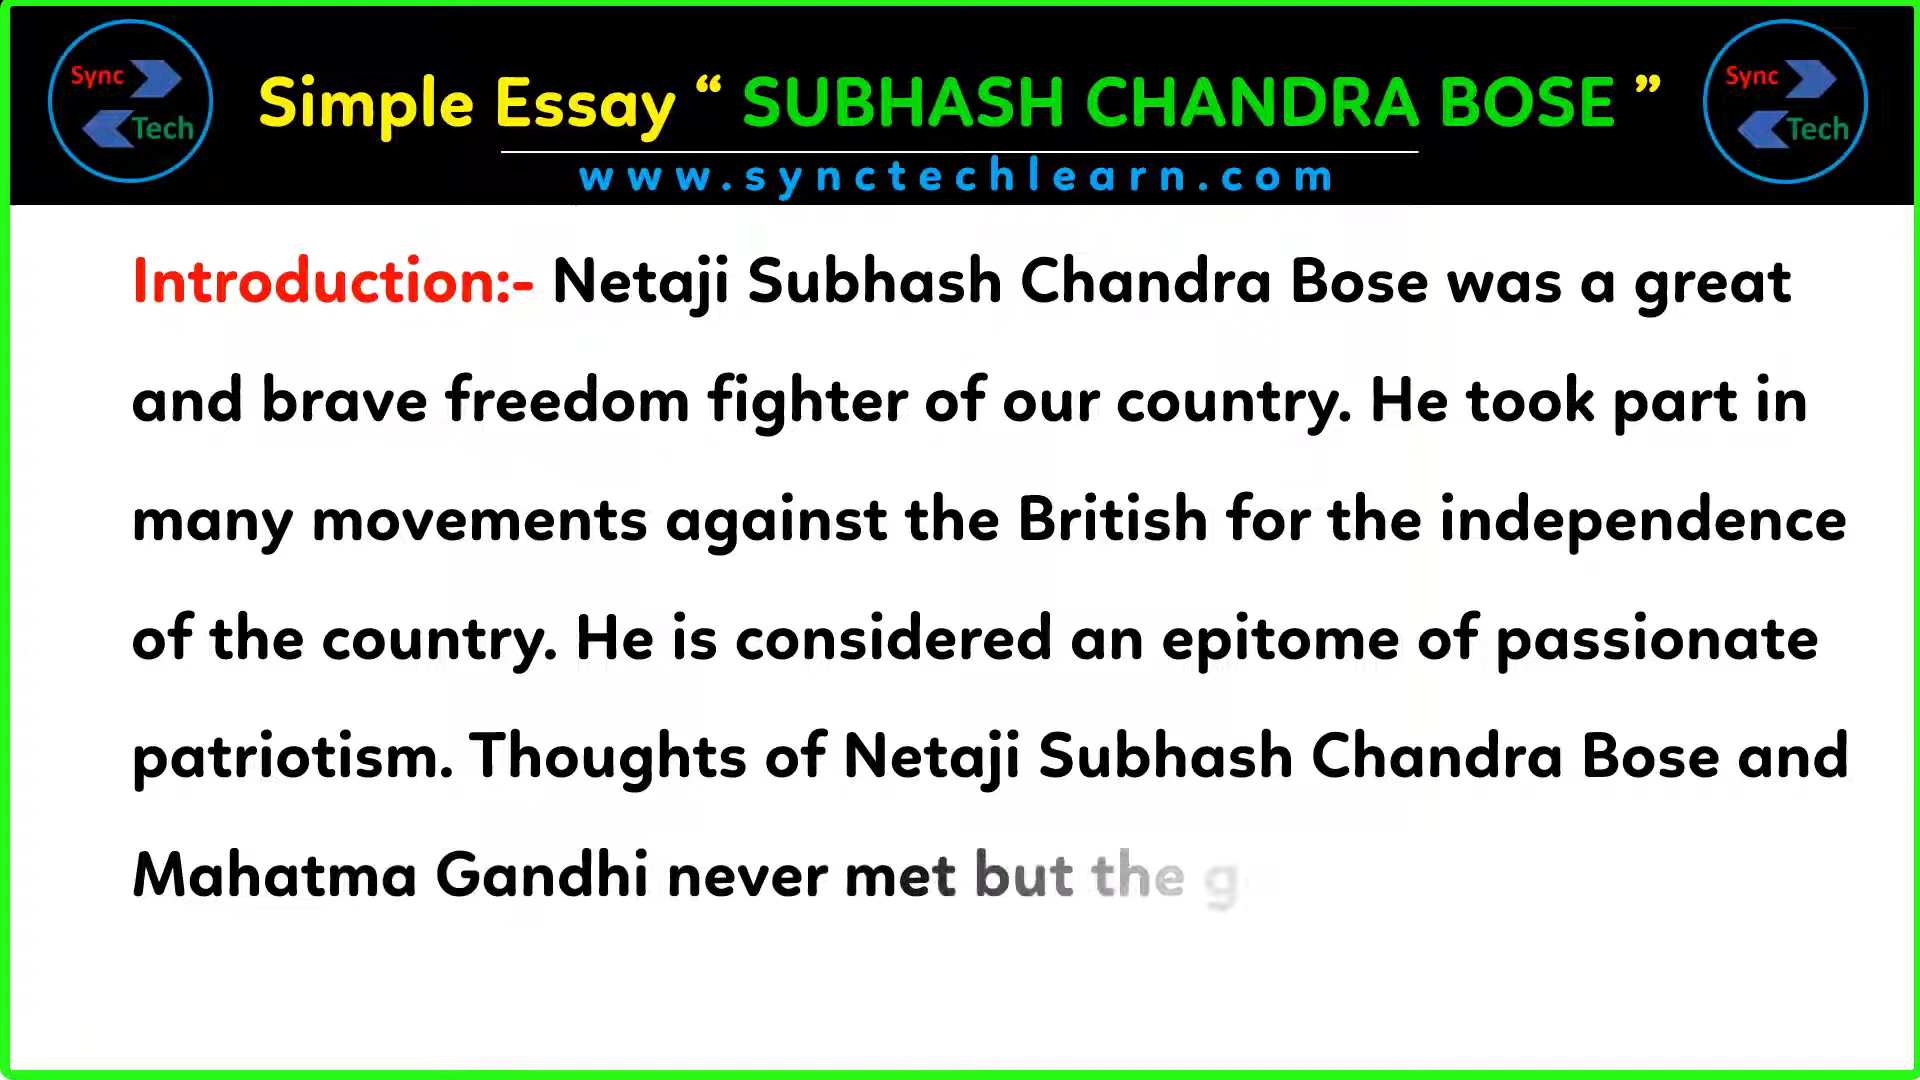 Sync
Tech
Simple Essay “ SUBHASH CHANDRA BOSE ”
www.synctechlearn.com
Sync
Tech
Introduction:- Netaji Subhash Chandra Bose was a great
and brave freedom fighter of our country. He took part in
many movements against the British for the independence
of the country. He is considered an epitome of passionate
patriotism. Thoughts of Netaji Subhash Chandra Bose and
Mahatma Gandhi never met but the